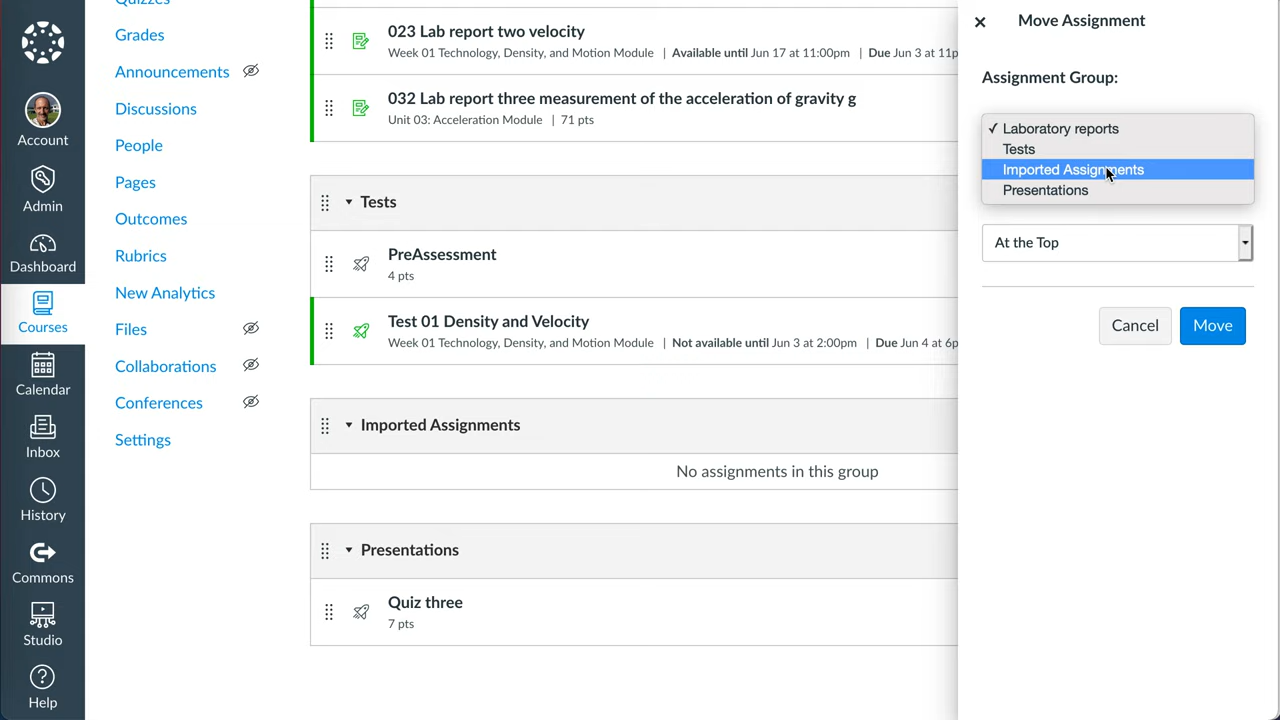 Account
Admin
Dashboard
Courses
Calendar
Inbox
History
Commons
Studio
Help
Quizzes
Grades
Announcements
Discussions
People
Pages
Outcomes
Rubrics
New Analytics
Files
Collaborations
Conferences
Settings
023 Lab report two velocity
Week 01 Technology, Density, and Motion Module | Available until Jun 17 at 11:00pm | Due Jun 3 at 11p
032 Lab report three measurement of the acceleration of gravity g
Unit 03: Acceleration Module | 71 pts
Tests
PreAssessment
4 pts
Test 01 Density and Velocity
Week 01 Technology, Density, and Motion Module | Not available until Jun 3 at 2:00pm | Due Jun 4 at 6p
Imported Assignments
No assignments in this group
Presentations
Quiz three
7 pts
Move Assignment
Assignment Group:
✓ Laboratory reports
Tests
Imported Assignments
Presentations
At the Top
Cancel
Move